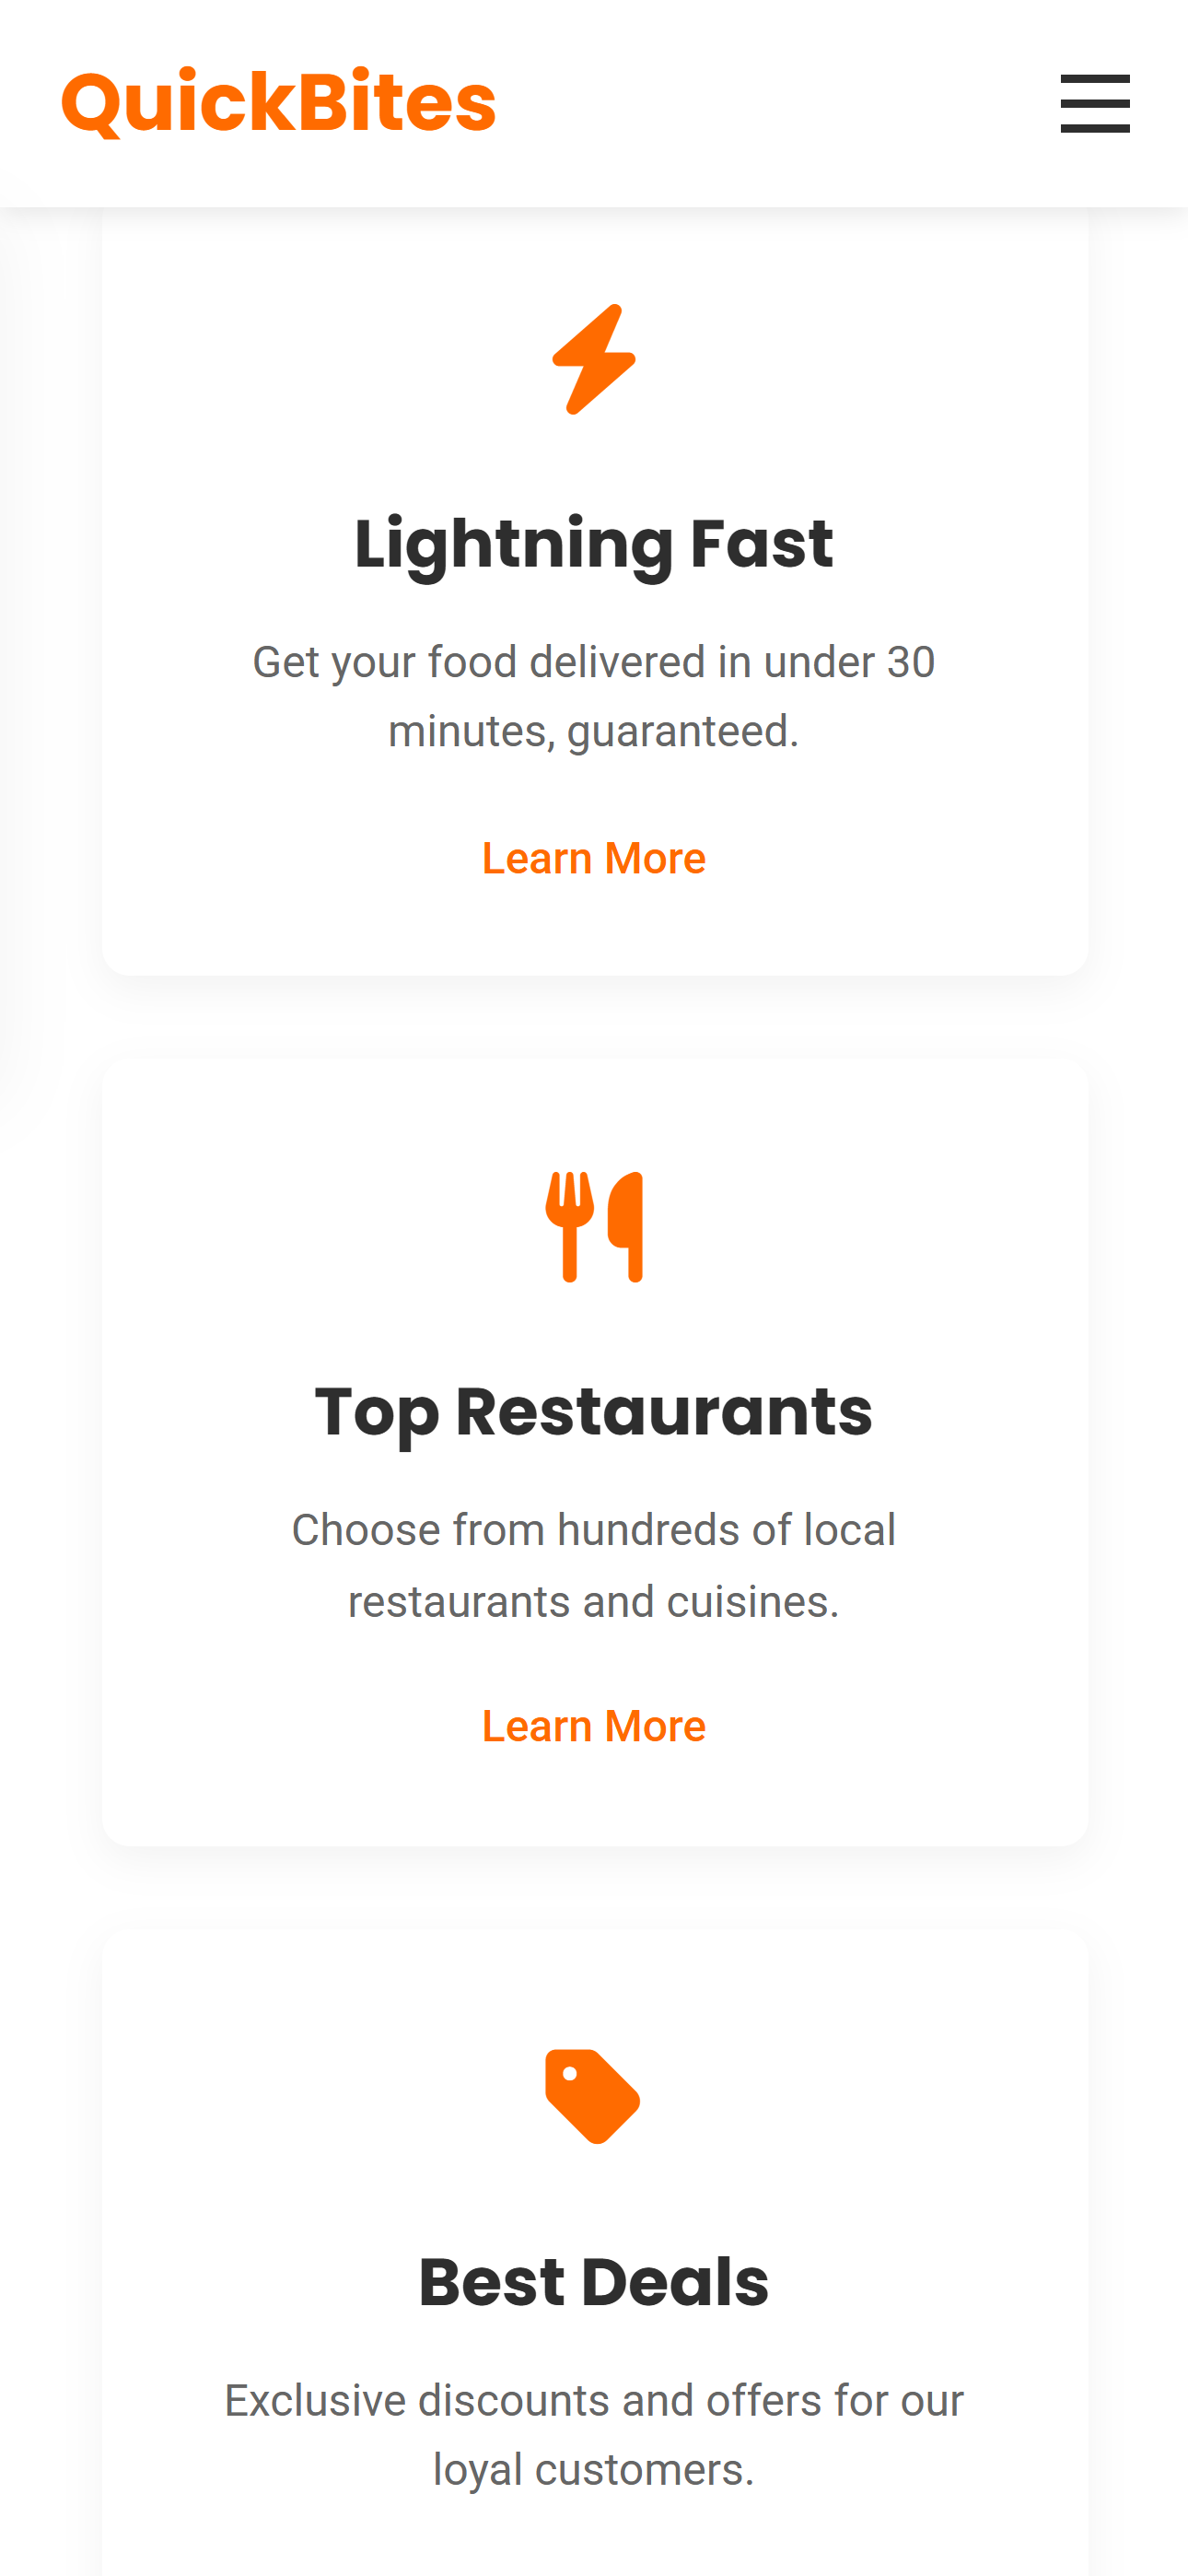 QuickBites
Lightning Fast
Get your food delivered in under 30
minutes, guaranteed.
Learn More
Top Restaurants
Choose from hundreds of local
restaurants and cuisines.
Learn More
Best Deals
Exclusive discounts and offers for our
loyal customers.